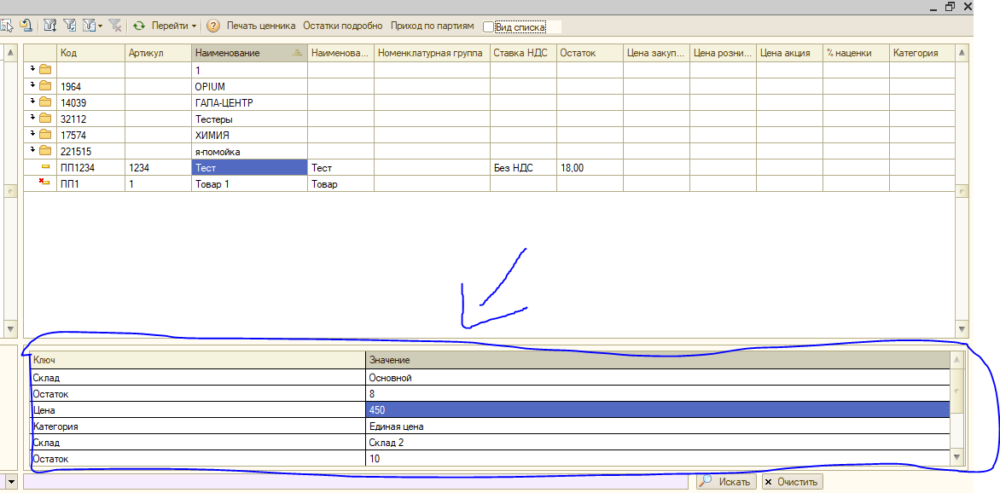 Перейти Печать ценника Остатки подробно Приход по партиям Вид списка
Код Артикул Наименование Наименова... Номенклатурная группа Ставка НДС Остаток Цена закуп... Цена розни... Цена акция % наценки Категория
1
1964 OPIUM
14039 ГАЛА-ЦЕНТР
32112 Тестеры
17574 ХИМИЯ
221515 я-помойка
ПП1234 1234 Тест Тест Без НДС 18,00
ПП1 1 Товар 1 Товар
Ключ Значение
Склад Основной
Остаток 8
Цена 450
Категория Единая цена
Склад Склад 2
Остаток 10
Искать Очистить